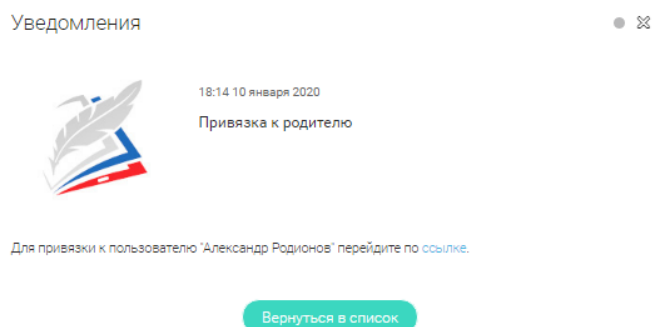 Уведомления
18:14 10 января 2020
Привязка к родителю
Для привязки к пользователю "Александр Родионов" перейдите по ссылке.
Вернуться в список